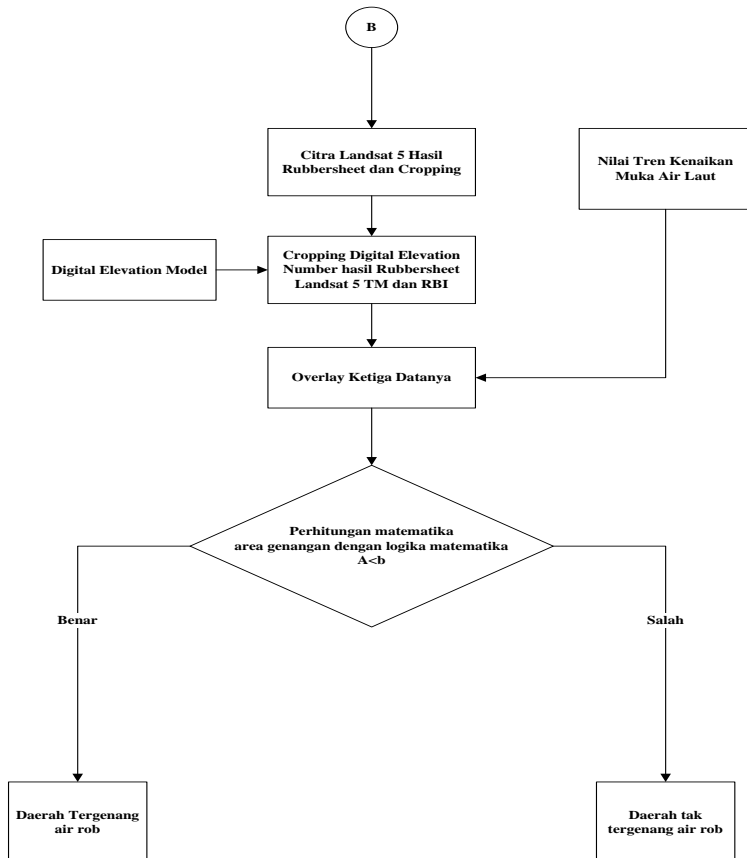 B
Citra Landsat 5 Hasil
Rubbersheet dan Cropping
Nilai Tren Kenaikan
Muka Air Laut
Digital Elevation Model
Cropping Digital Elevation
Number hasil Rubbersheet
Landsat 5 TM dan RBI
Overlay Ketiga Datanya
Perhitungan matematika
area genangan dengan logika matematika
A<b
Benar
Salah
Daerah Tergenang
air rob
Daerah tak
tergenang air rob